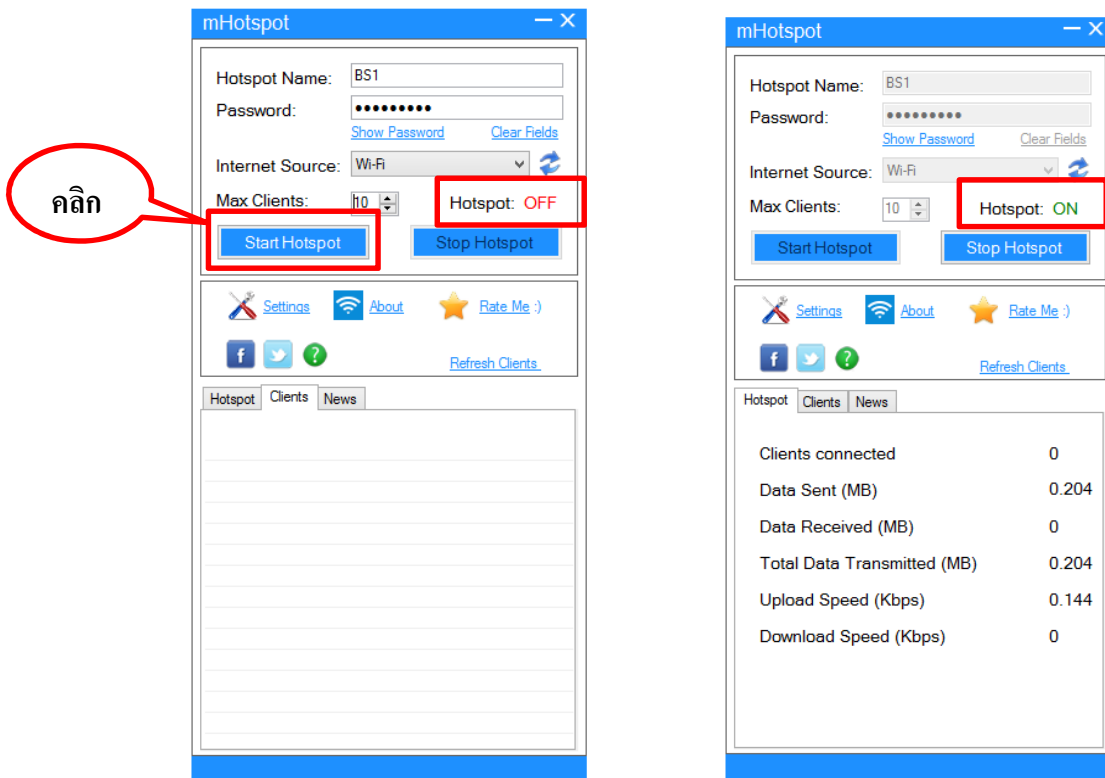 mHotspot
Hotspot Name: BS1
Password: •••••••••
Show Password Clear Fields
Internet Source: Wi-Fi
Max Clients: 10 Hotspot: OFF
Start Hotspot Stop Hotspot
คลิก
Settings About Rate Me :)
f ?
Refresh Clients
Hotspot Clients News
mHotspot
Hotspot Name: BS1
Password: •••••••••
Show Password Clear Fields
Internet Source: Wi-Fi
Max Clients: 10 Hotspot: ON
Start Hotspot Stop Hotspot
Settings About Rate Me :)
f ?
Refresh Clients
Hotspot Clients News
Clients connected 0
Data Sent (MB) 0.204
Data Received (MB) 0
Total Data Transmitted (MB) 0.204
Upload Speed (Kbps) 0.144
Download Speed (Kbps) 0